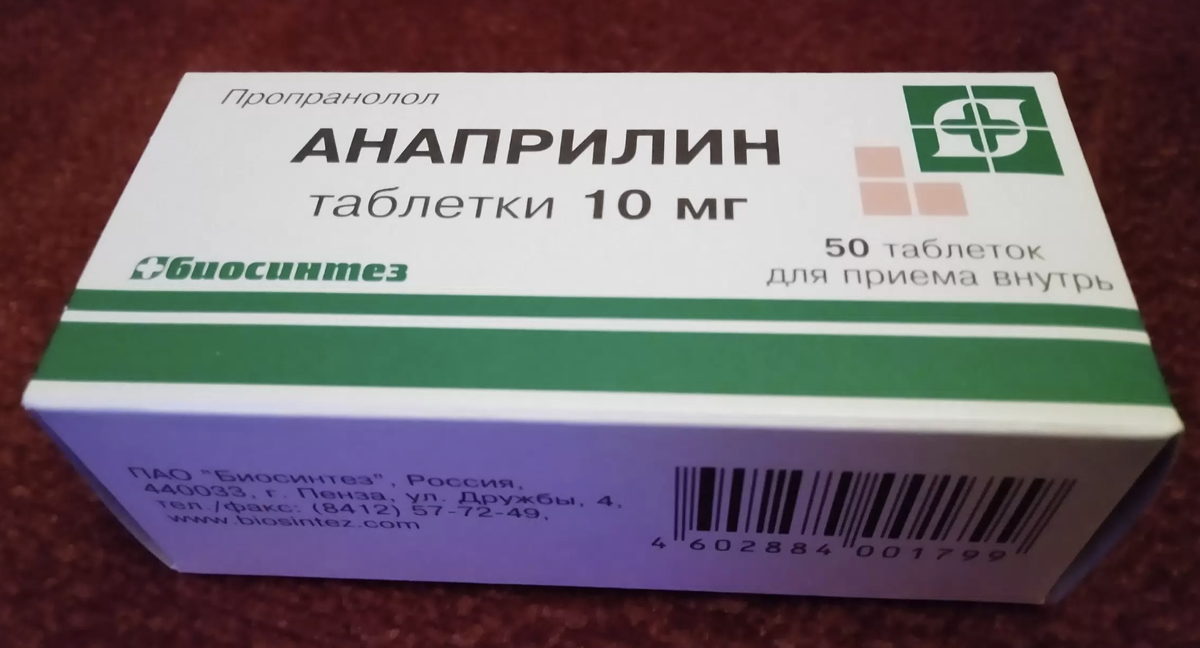 Пропранолол
АНАПРИЛИН
таблетки 10 мг
биосинтез
50 таблеток
для приема внутрь
ПАО "Биосинтез", Россия,
440033, г. Пенза, ул. Дружбы, 4,
тел./факс: (8412) 57-72-49,
www.biosintez.com
4 602884 001799